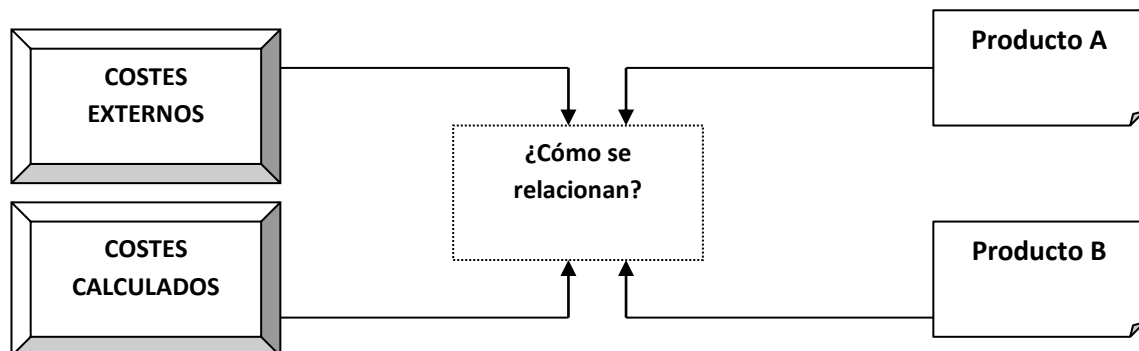 COSTES
EXTERNOS
COSTES
CALCULADOS
¿Cómo se
relacionan?
Producto A
Producto B